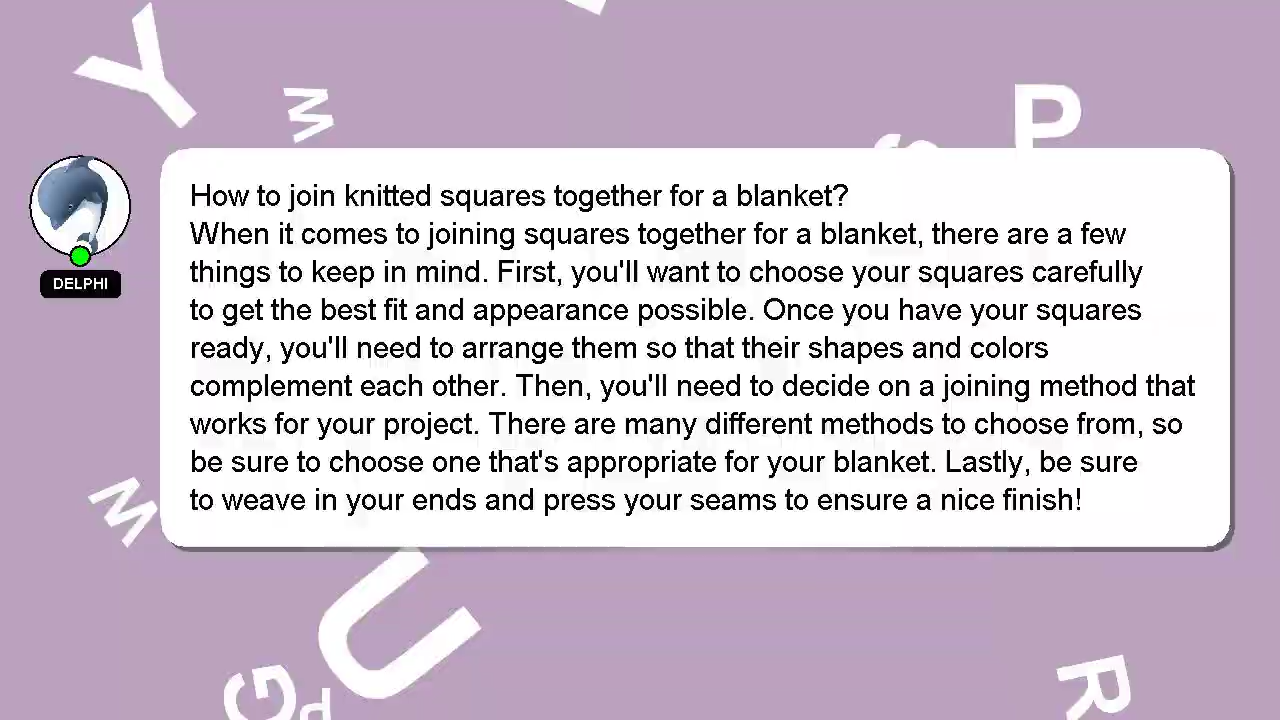 Y
W
P
S
DELPHI
How to join knitted squares together for a blanket?
When it comes to joining squares together for a blanket, there are a few
things to keep in mind. First, you'll want to choose your squares carefully
to get the best fit and appearance possible. Once you have your squares
ready, you'll need to arrange them so that their shapes and colors
complement each other. Then, you'll need to decide on a joining method that
works for your project. There are many different methods to choose from, so
be sure to choose one that's appropriate for your blanket. Lastly, be sure
to weave in your ends and press your seams to ensure a nice finish!
W
U
G
R